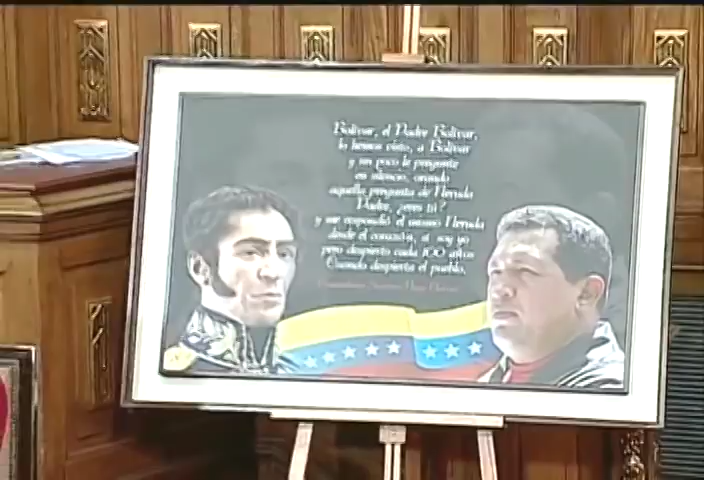 Bolívar, el Padre Bolívar,
lo hemos visto, a Bolívar
y un poco le pregunte
en silencio, orando
aquella pregunta de Neruda
Padre, ¿eres tú?
y me respondió el mismo Neruda
desde el corazón, sí soy yo
pero despierto cada 100 años
Cuando despierta el pueblo.